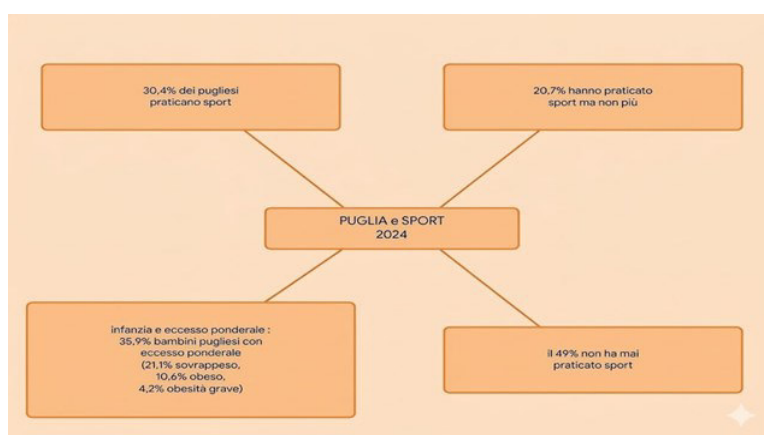 30,4% dei pugliesi
praticano sport
20,7% hanno praticato
sport ma non più
PUGLIA e SPORT
2024
infanzia e eccesso ponderale :
35,9% bambini pugliesi con
eccesso ponderale
(21,1% sovrappeso,
10,6% obeso,
4,2% obesità grave)
il 49% non ha mai
praticato sport